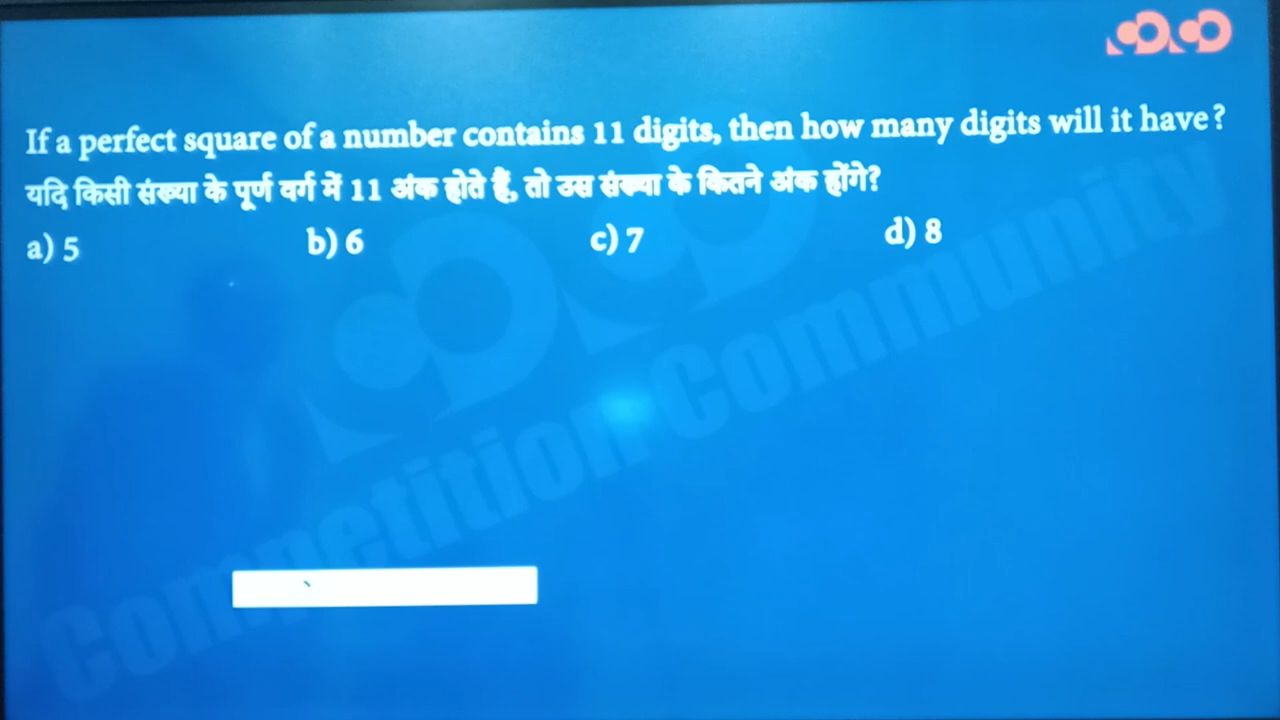 If a perfect square of a number contains 11 digits, then how many digits will it have?
यदि किसी संख्या के पूर्ण वर्ग में 11 अंक होते हैं, तो उस संख्या के कितने अंक होंगे?
a) 5 b) 6 c) 7 d) 8
Competition Community